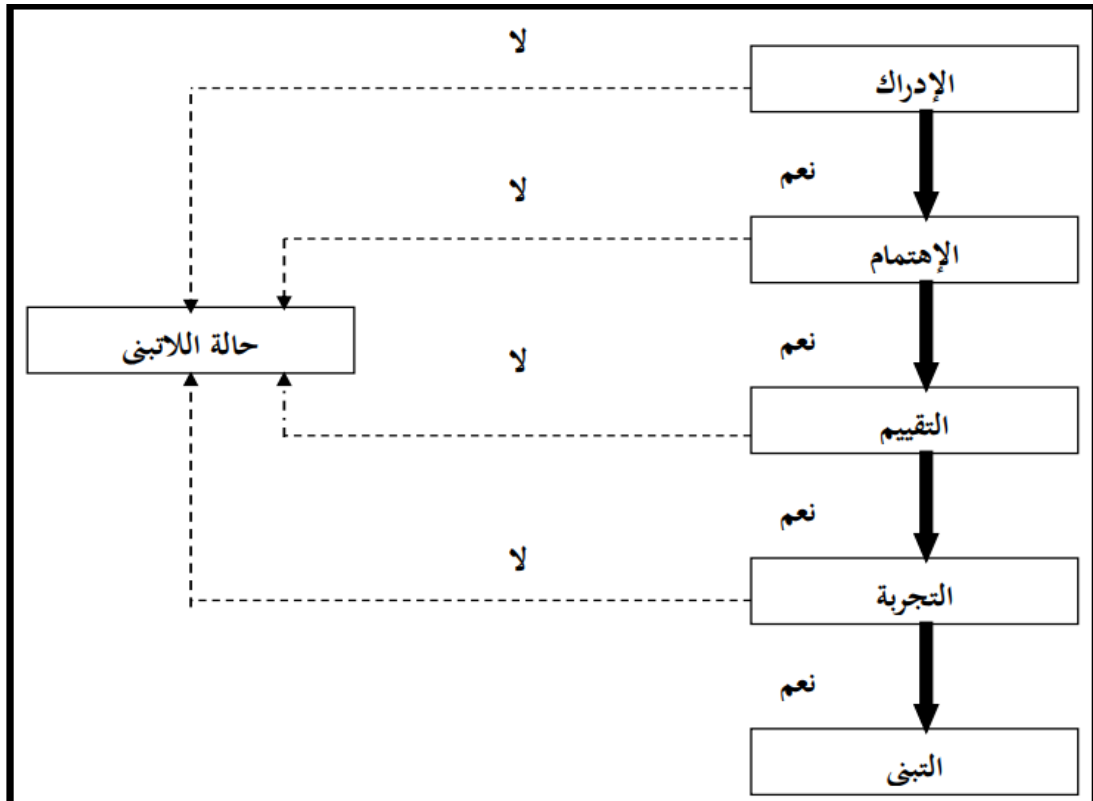 لا
الإدراك
نعم
لا
الإهتمام
حالة اللاتبنى
نعم
لا
التقييم
نعم
لا
التجربة
نعم
التبنى